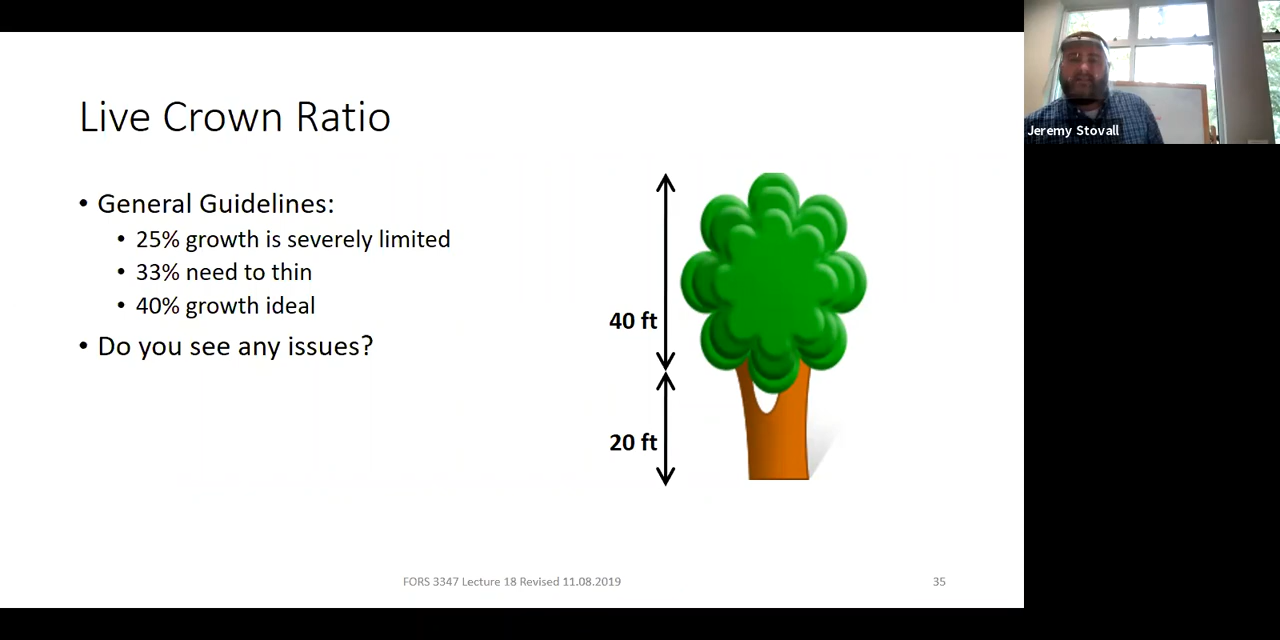 Live Crown Ratio
• General Guidelines:
• 25% growth is severely limited
• 33% need to thin
• 40% growth ideal
• Do you see any issues?
40 ft
20 ft
FORS 3347 Lecture 18 Revised 11.08.2019
35
Jeremy Stovall